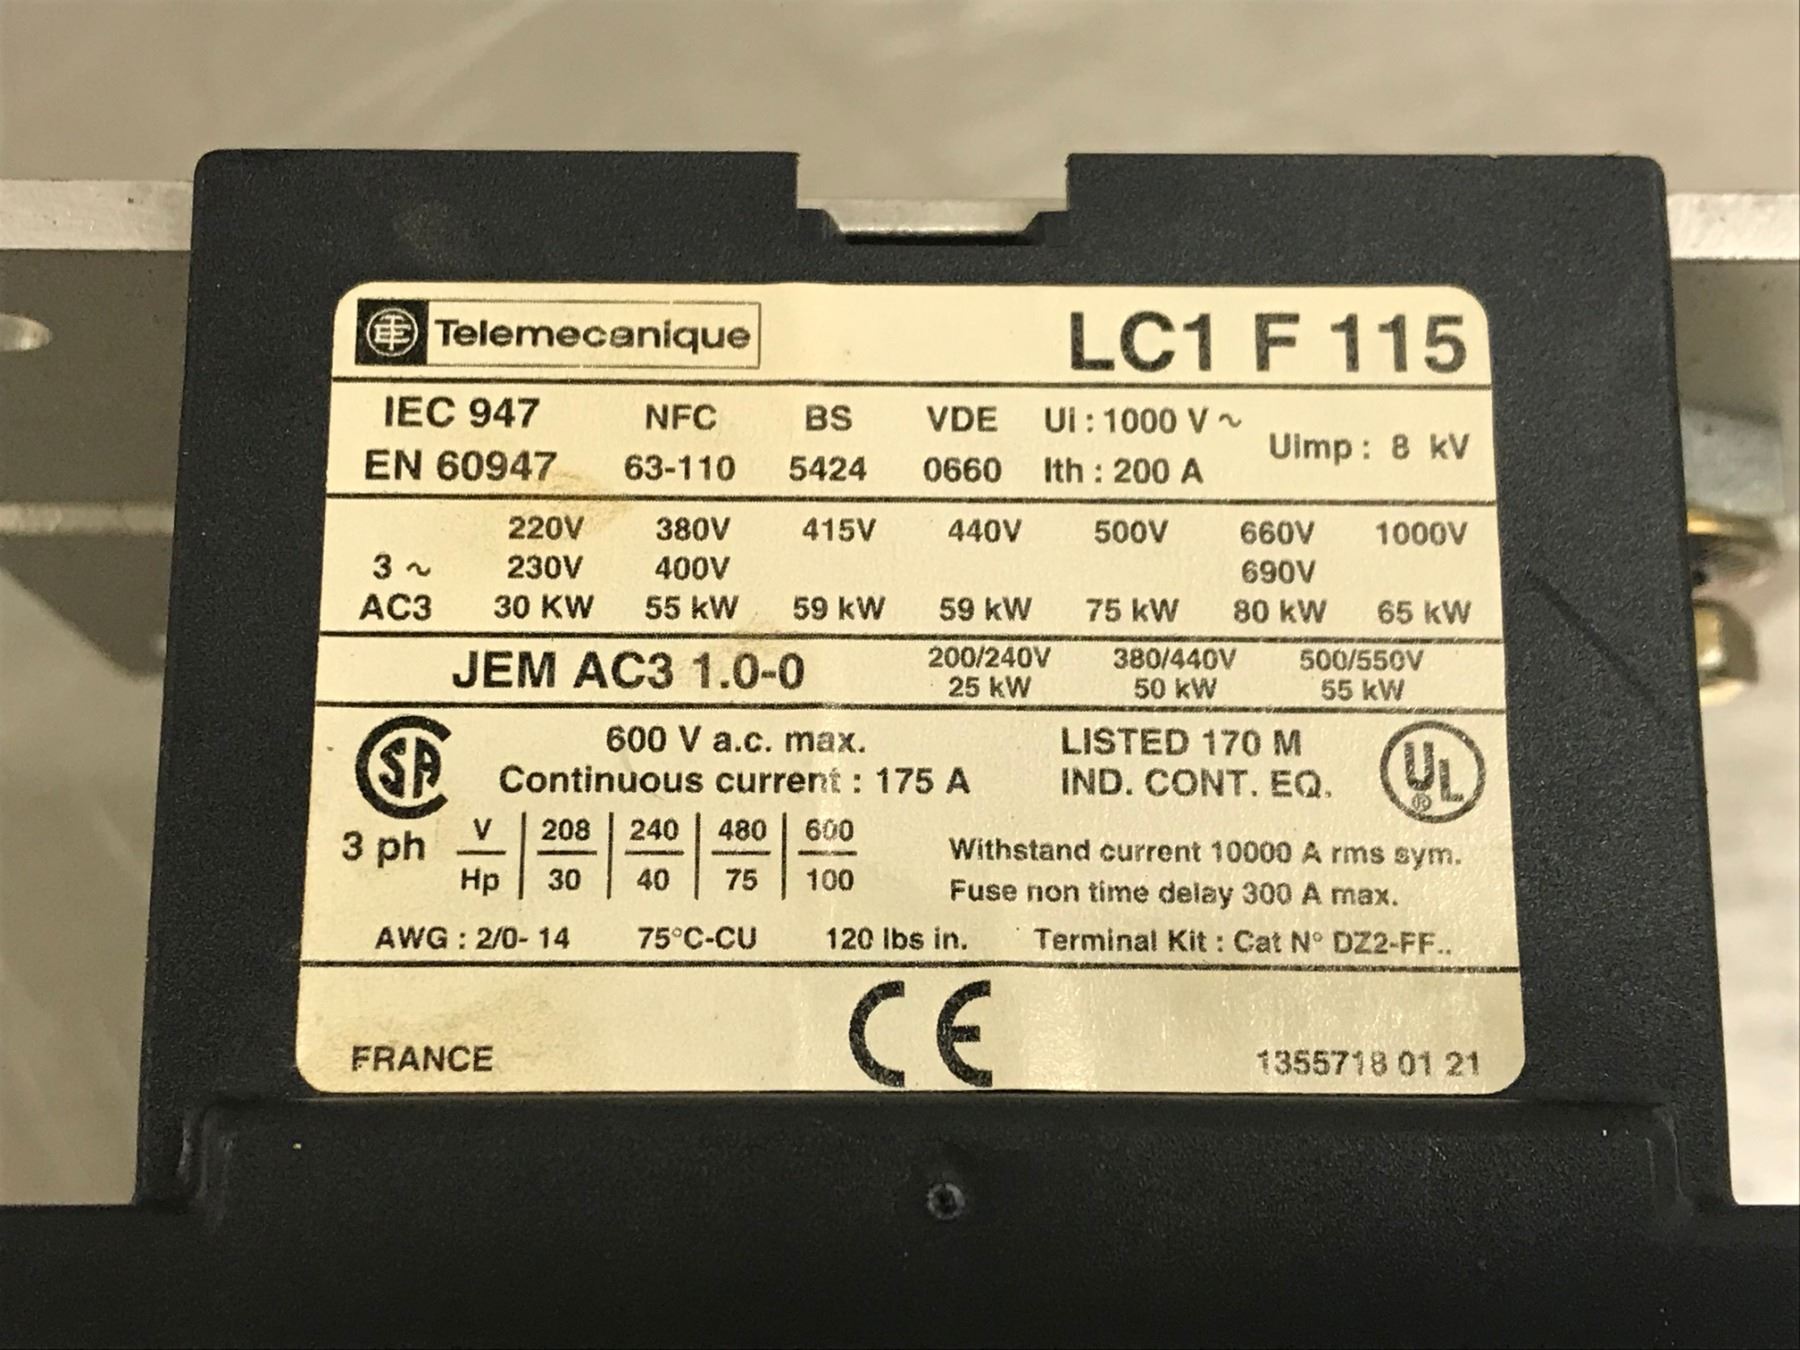 Telemecanique LC1 F 115
IEC 947 NFC BS VDE Ui : 1000 V ~ Uimp : 8 kV
EN 60947 63-110 5424 0660 Ith : 200 A
220V 380V 415V 440V 500V 660V 1000V
3 ~ 230V 400V 690V
AC3 30 KW 55 kW 59 kW 59 kW 75 kW 80 kW 65 kW
JEM AC3 1.0-0 200/240V 380/440V 500/550V
25 kW 50 kW 55 kW
SA 600 V a.c. max. LISTED 170 M UL
Continuous current : 175 A IND. CONT. EQ. ®
3 ph V 208 240 480 600
Hp 30 40 75 100
Withstand current 10000 A rms sym.
Fuse non time delay 300 A max.
AWG : 2/0- 14 75°C-CU 120 lbs in. Terminal Kit : Cat N° DZ2-FF..
CE
FRANCE 1355718 01 21